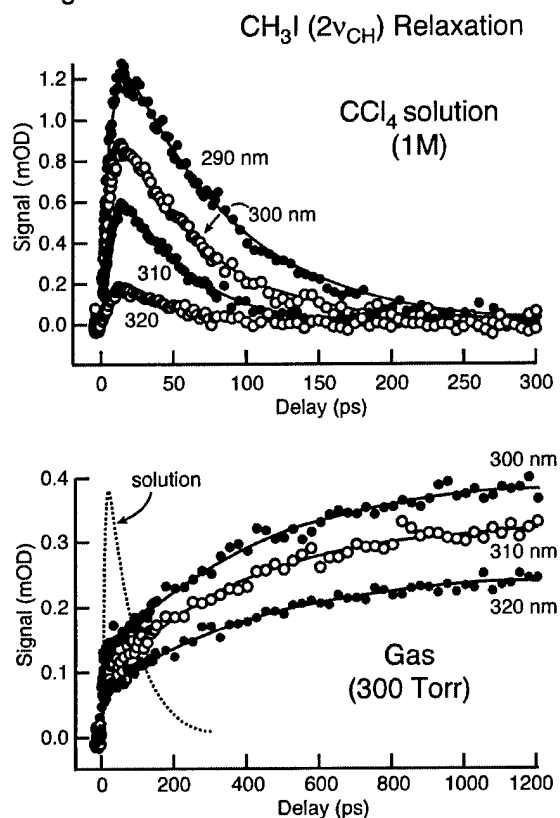 CH3I (2νCH) Relaxation
CCl4 solution
(1M)
290 nm
300 nm
310
320
Signal (mOD)
1.2
1.0
0.8
0.6
0.4
0.2
0.0
0 50 100 150 200 250 300
Delay (ps)
solution
300 nm
310 nm
320 nm
Gas
(300 Torr)
Signal (mOD)
0.4
0.3
0.2
0.1
0.0
0 200 400 600 800 1000 1200
Delay (ps)